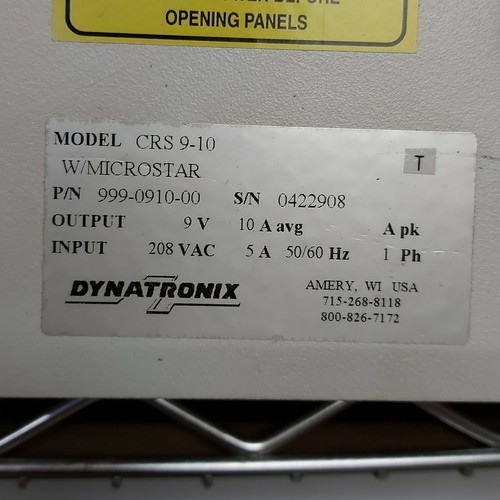 OPENING PANELS
MODEL CRS 9-10
W/MICROSTAR
T
P/N 999-0910-00 S/N 0422908
OUTPUT 9 V 10 A avg A pk
INPUT 208 VAC 5 A 50/60 Hz 1 Ph
DYNATRONIX
AMERY, WI USA
715-268-8118
800-826-7172